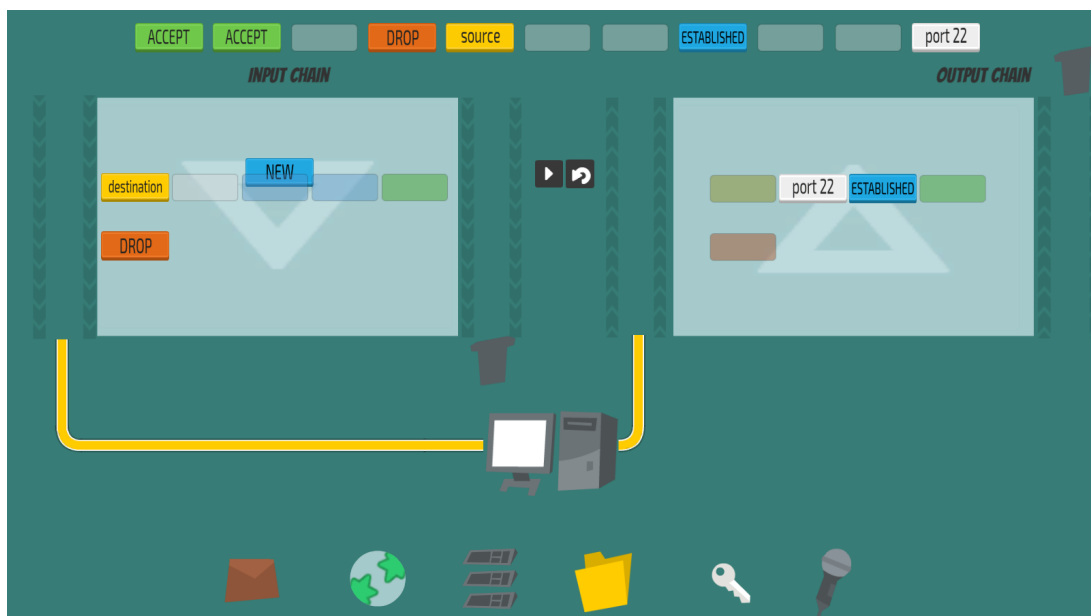 ACCEPT ACCEPT DROP source ESTABLISHED port 22
INPUT CHAIN OUTPUT CHAIN
NEW
destination port 22 ESTABLISHED
DROP